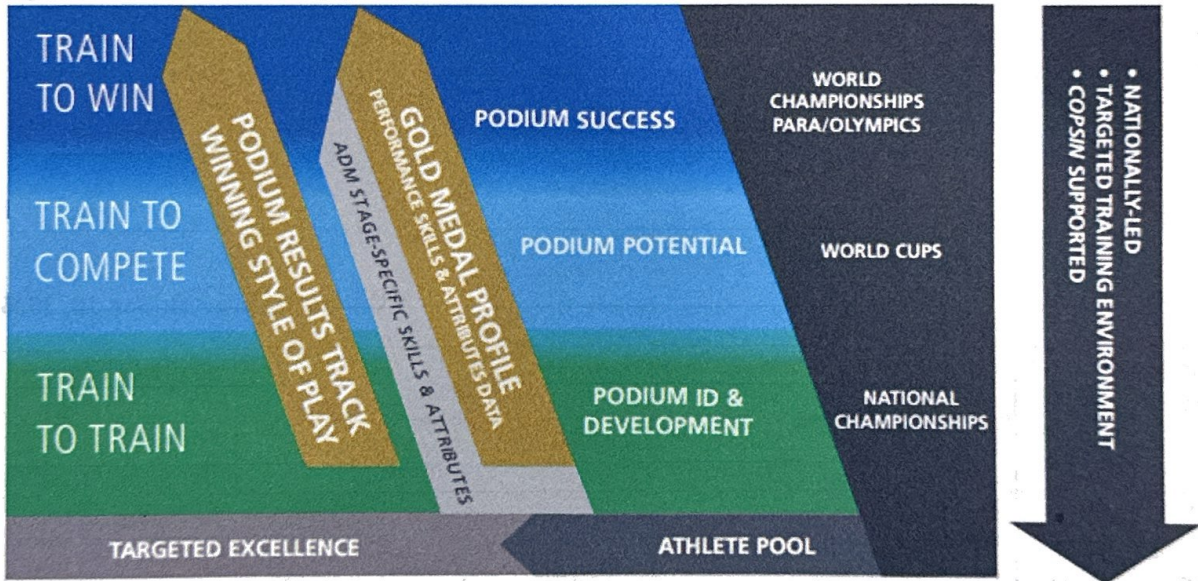 TRAIN
TO WIN
TRAIN TO
COMPETE
TRAIN
TO TRAIN
PODIUM RESULTS TRACK
WINNING STYLE OF PLAY
GOLD MEDAL PROFILE
PERFORMANCE SKILLS & ATTRIBUTES DATA
ADM STAGE-SPECIFIC SKILLS & ATTRIBUTES
PODIUM SUCCESS
PODIUM POTENTIAL
PODIUM ID &
DEVELOPMENT
WORLD
CHAMPIONSHIPS
PARA/OLYMPICS
WORLD CUPS
NATIONAL
CHAMPIONSHIPS
TARGETED EXCELLENCE
ATHLETE POOL
• NATIONALLY-LED
• TARGETED TRAINING ENVIRONMENT
• COPSIN SUPPORTED